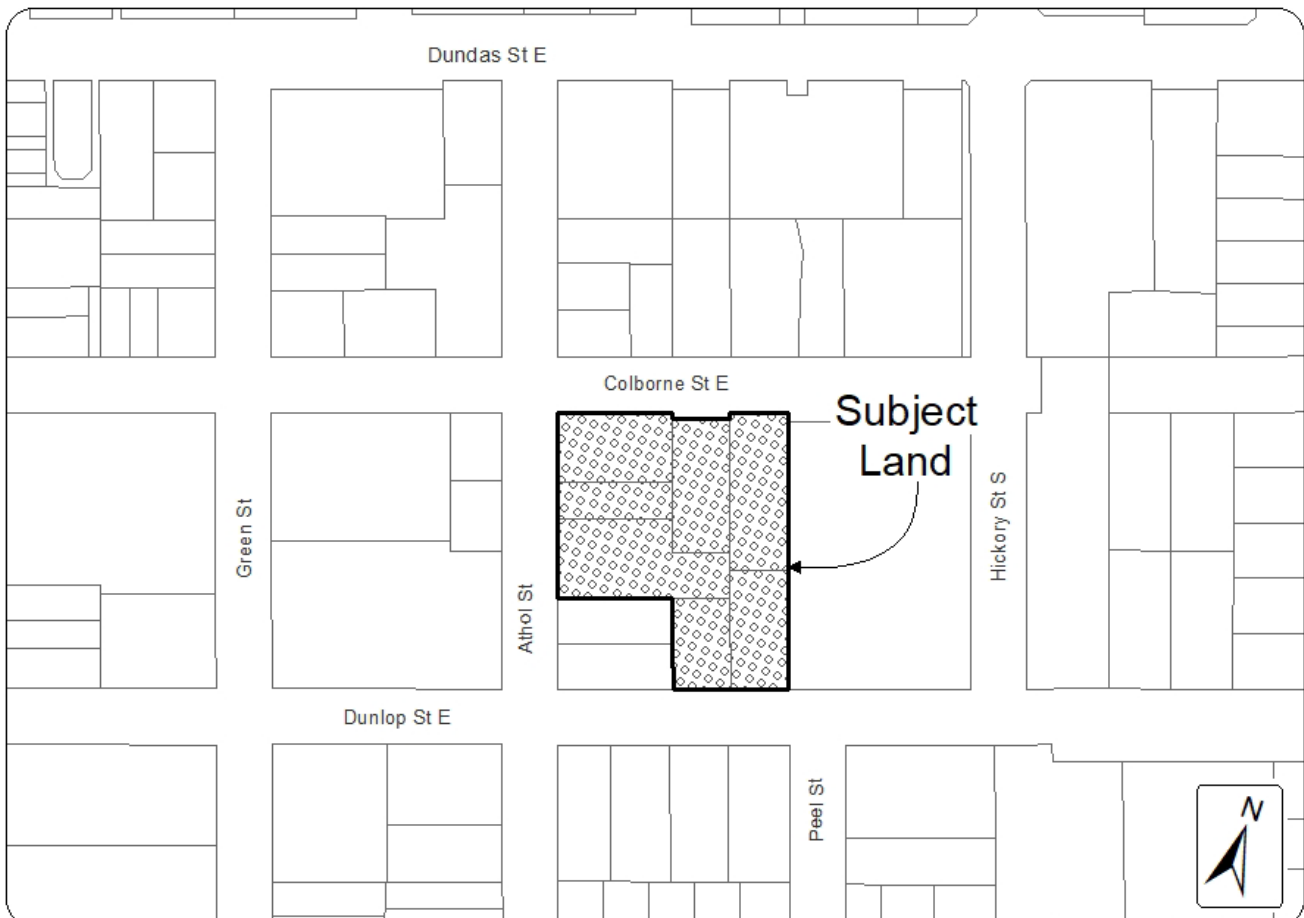 Dundas St E
Colborne St E
Subject
Land
Green St
Hickory St S
Athol St
Dunlop St E
Peel St
N